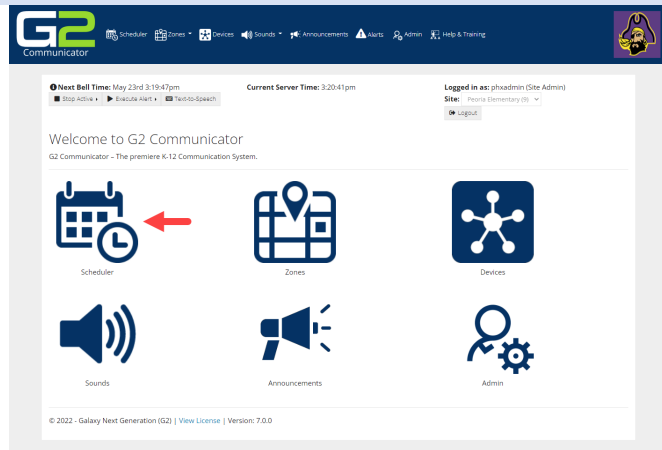 G2
Communicator
Scheduler Zones Devices Sounds Announcements Alerts Admin Help & Training
Next Bell Time: May 23rd 3:19:47pm Current Server Time: 3:20:41pm Logged in as: phxadmin (Site Admin)
Stop Active Execute Alert Text-to-Speech Site: Peoria Elementary (9)
Logout
Welcome to G2 Communicator
G2 Communicator – The premiere K-12 Communication System.
Scheduler Zones Devices
Sounds Announcements Admin
© 2022 - Galaxy Next Generation (G2) | View License | Version: 7.0.0